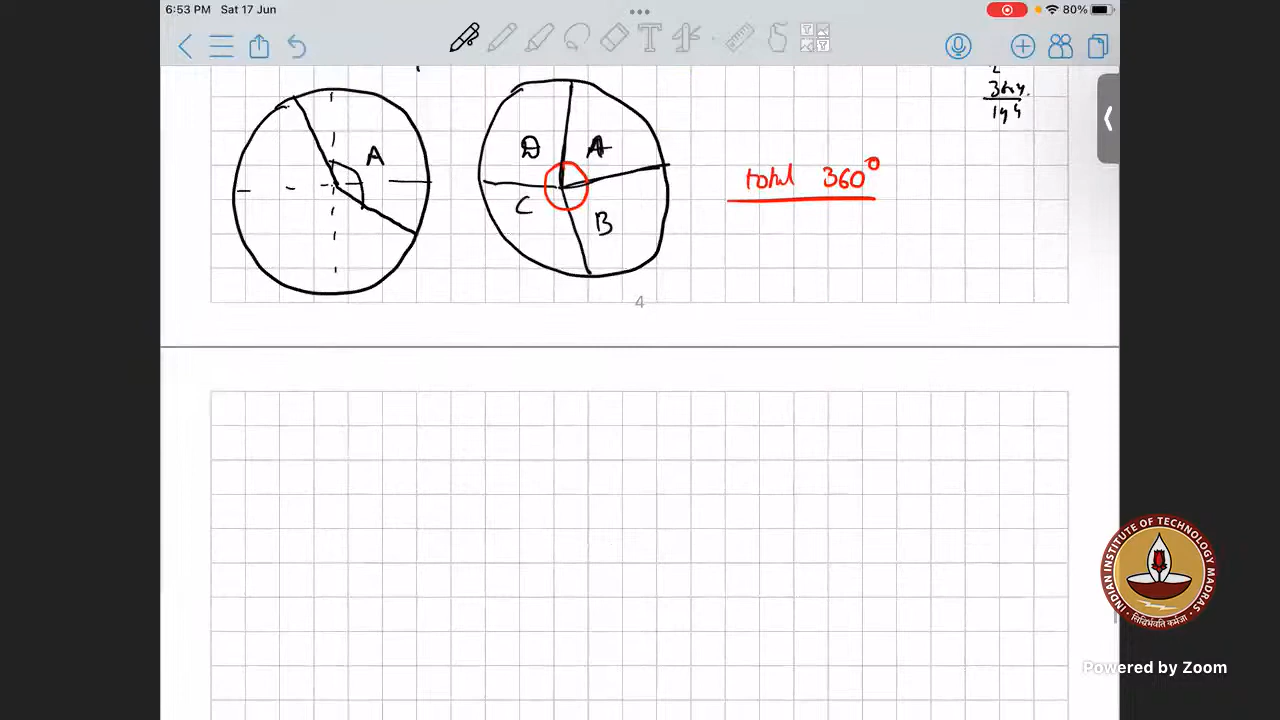 6:53 PM Sat 17 Jun
80%
A
D A
C
B
total 360°
4
INDIAN INSTITUTE OF TECHNOLOGY MADRAS
सिद्धिर्भवति कर्मजा
Powered by Zoom